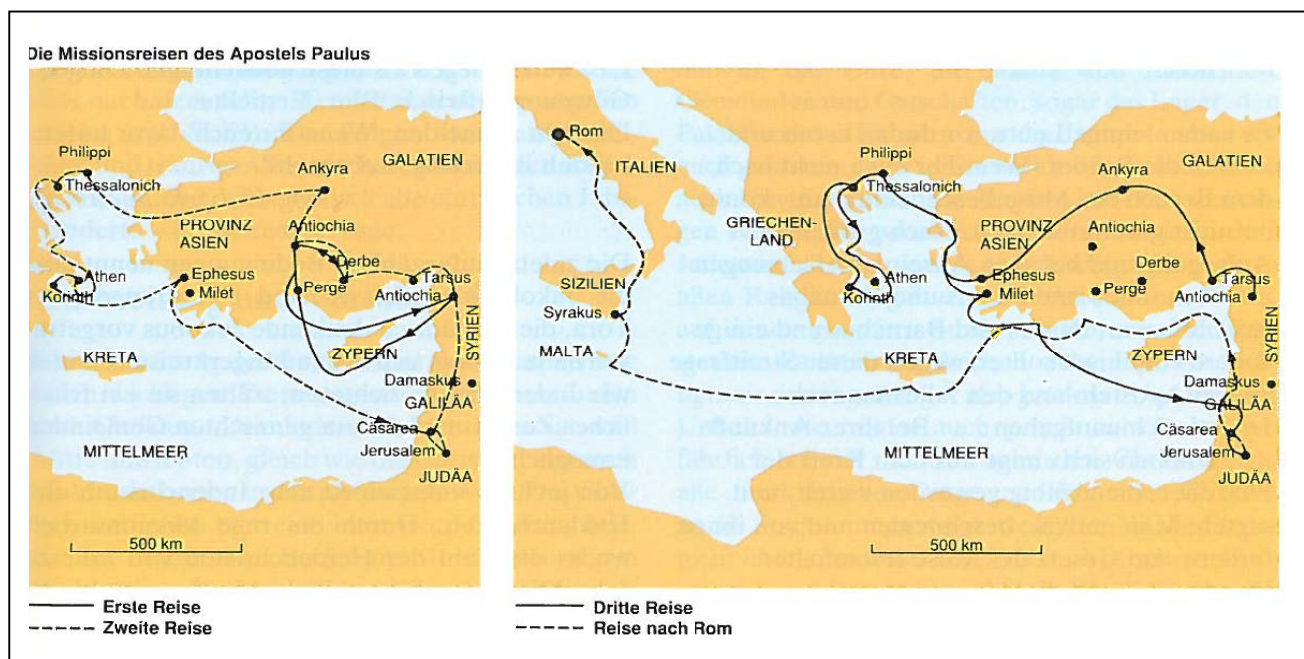 Die Missionsreisen des Apostels Paulus
Philippi
GALATIEN
Thessalonich
Ankyra
PROVINZ
ASIEN
Antiochia
Athen
Ephesus
Derbe
Tarsus
Korinth
Milet
Perge
Antiochia
SYRIEN
KRETA
ZYPERN
Damaskus
GALILÄA
Cäsarea
MITTELMEER
Jerusalem
JUDÄA
500 km
Erste Reise
Zweite Reise
Rom
ITALIEN
Philippi
GALATIEN
Thessalonich
Ankyra
GRIECHEN-
LAND
PROVINZ
ASIEN
Antiochia
SIZILIEN
Athen
Ephesus
Derbe
Tarsus
Korinth
Milet
Perge
Antiochia
Syrakus
SYRIEN
MALTA
KRETA
ZYPERN
Damaskus
GALILÄA
Cäsarea
MITTELMEER
Jerusalem
JUDÄA
500 km
Dritte Reise
Reise nach Rom